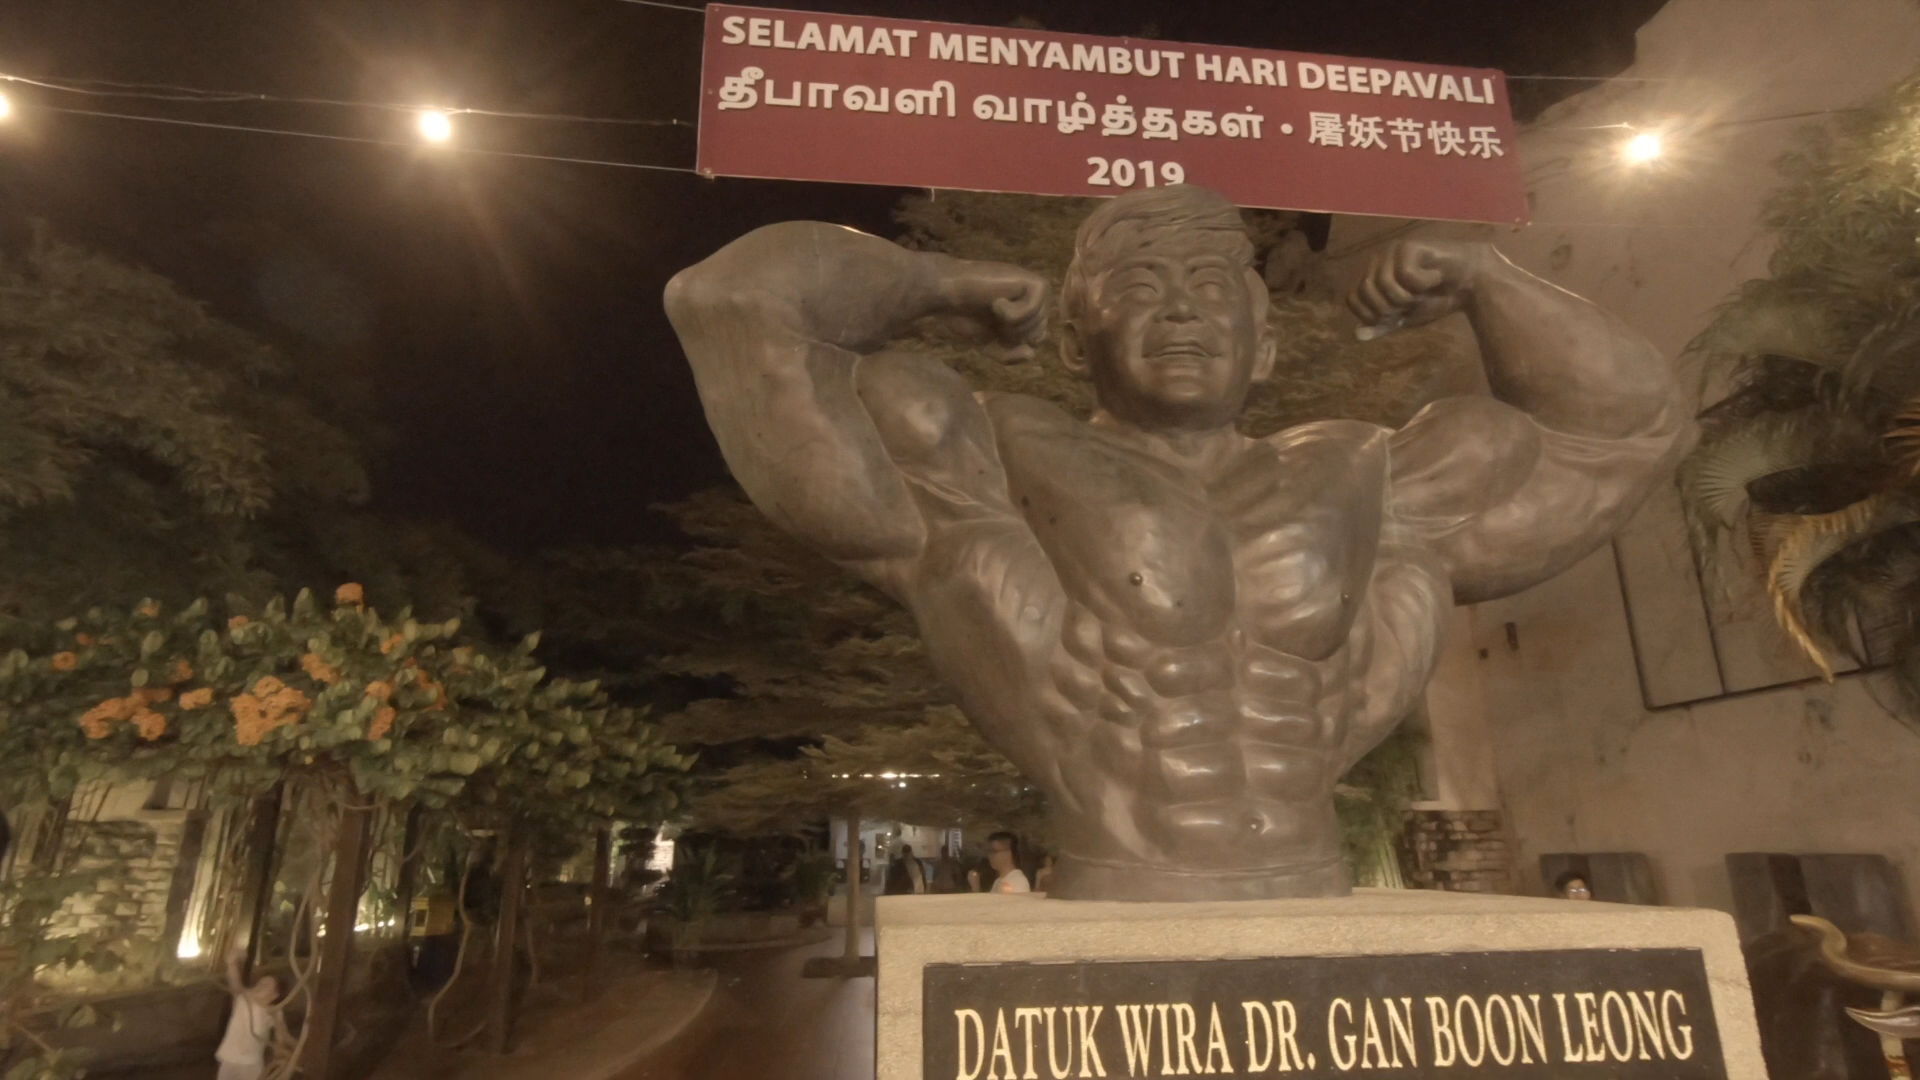 SELAMAT MENYAMBUT HARI DEEPAVALI
தீபாவளி வாழ்த்துகள் • 屠妖节快乐
2019
DATUK WIRA DR. GAN BOON LEONG